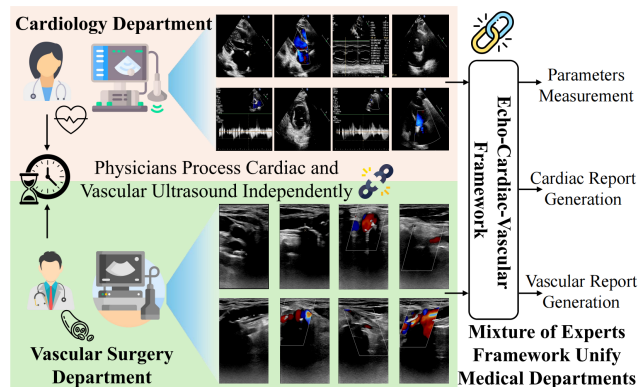 Cardiology Department
Physicians Process Cardiac and
Vascular Ultrasound Independently
Vascular Surgery
Department
Echo-Cardiac-Vascular
Framework
Parameters
Measurement
Cardiac Report
Generation
Vascular Report
Generation
Mixture of Experts
Framework Unify
Medical Departments